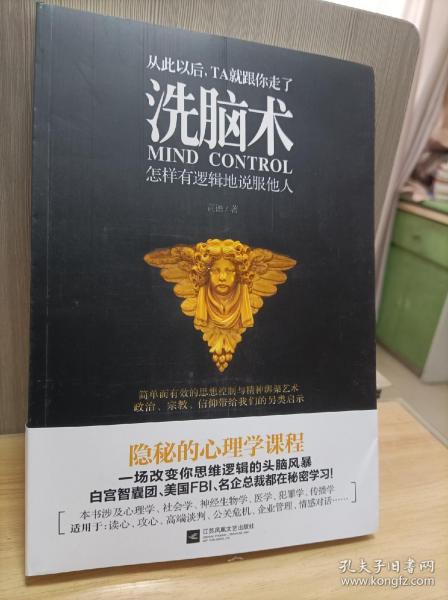 从此以后，TA就跟你走了
洗脑术
MIND CONTROL
怎样有逻辑地说服他人
高德/著
简单而有效的思想控制与精神绑架艺术
政治、宗教、信仰带给我们的另类启示
隐秘的心理学课程
一场改变你思维逻辑的头脑风暴
白宫智囊团、美国FBI、名企总裁都在秘密学习！
本书涉及心理学、社会学、神经生物学、医学、犯罪学、传播学
适用于：读心、攻心、高端谈判、公关危机、企业管理、情感对话……
江苏凤凰文艺出版社
孔夫子旧书网
www.kongfz.com